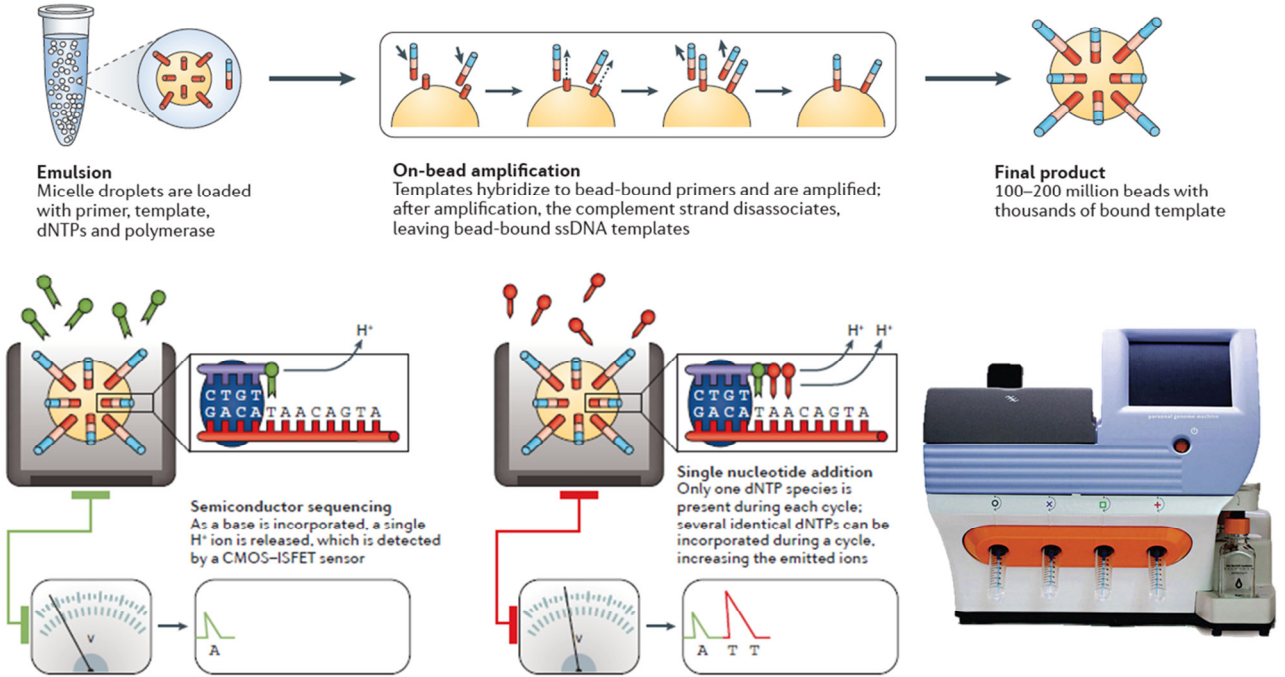 Emulsion
Micelle droplets are loaded
with primer, template,
dNTPs and polymerase
On-bead amplification
Templates hybridize to bead-bound primers and are amplified;
after amplification, the complement strand disassociates,
leaving bead-bound ssDNA templates
Final product
100–200 million beads with
thousands of bound template
H+
CTGT
GACATAACAGTA
Semiconductor sequencing
As a base is incorporated, a single
H+ ion is released, which is detected
by a CMOS–ISFET sensor
V
A
H+ H+
CTGT
GACATAACAGTA
Single nucleotide addition
Only one dNTP species is
present during each cycle;
several identical dNTPs can be
incorporated during a cycle,
increasing the emitted ions
V
A T T
personal genome machine